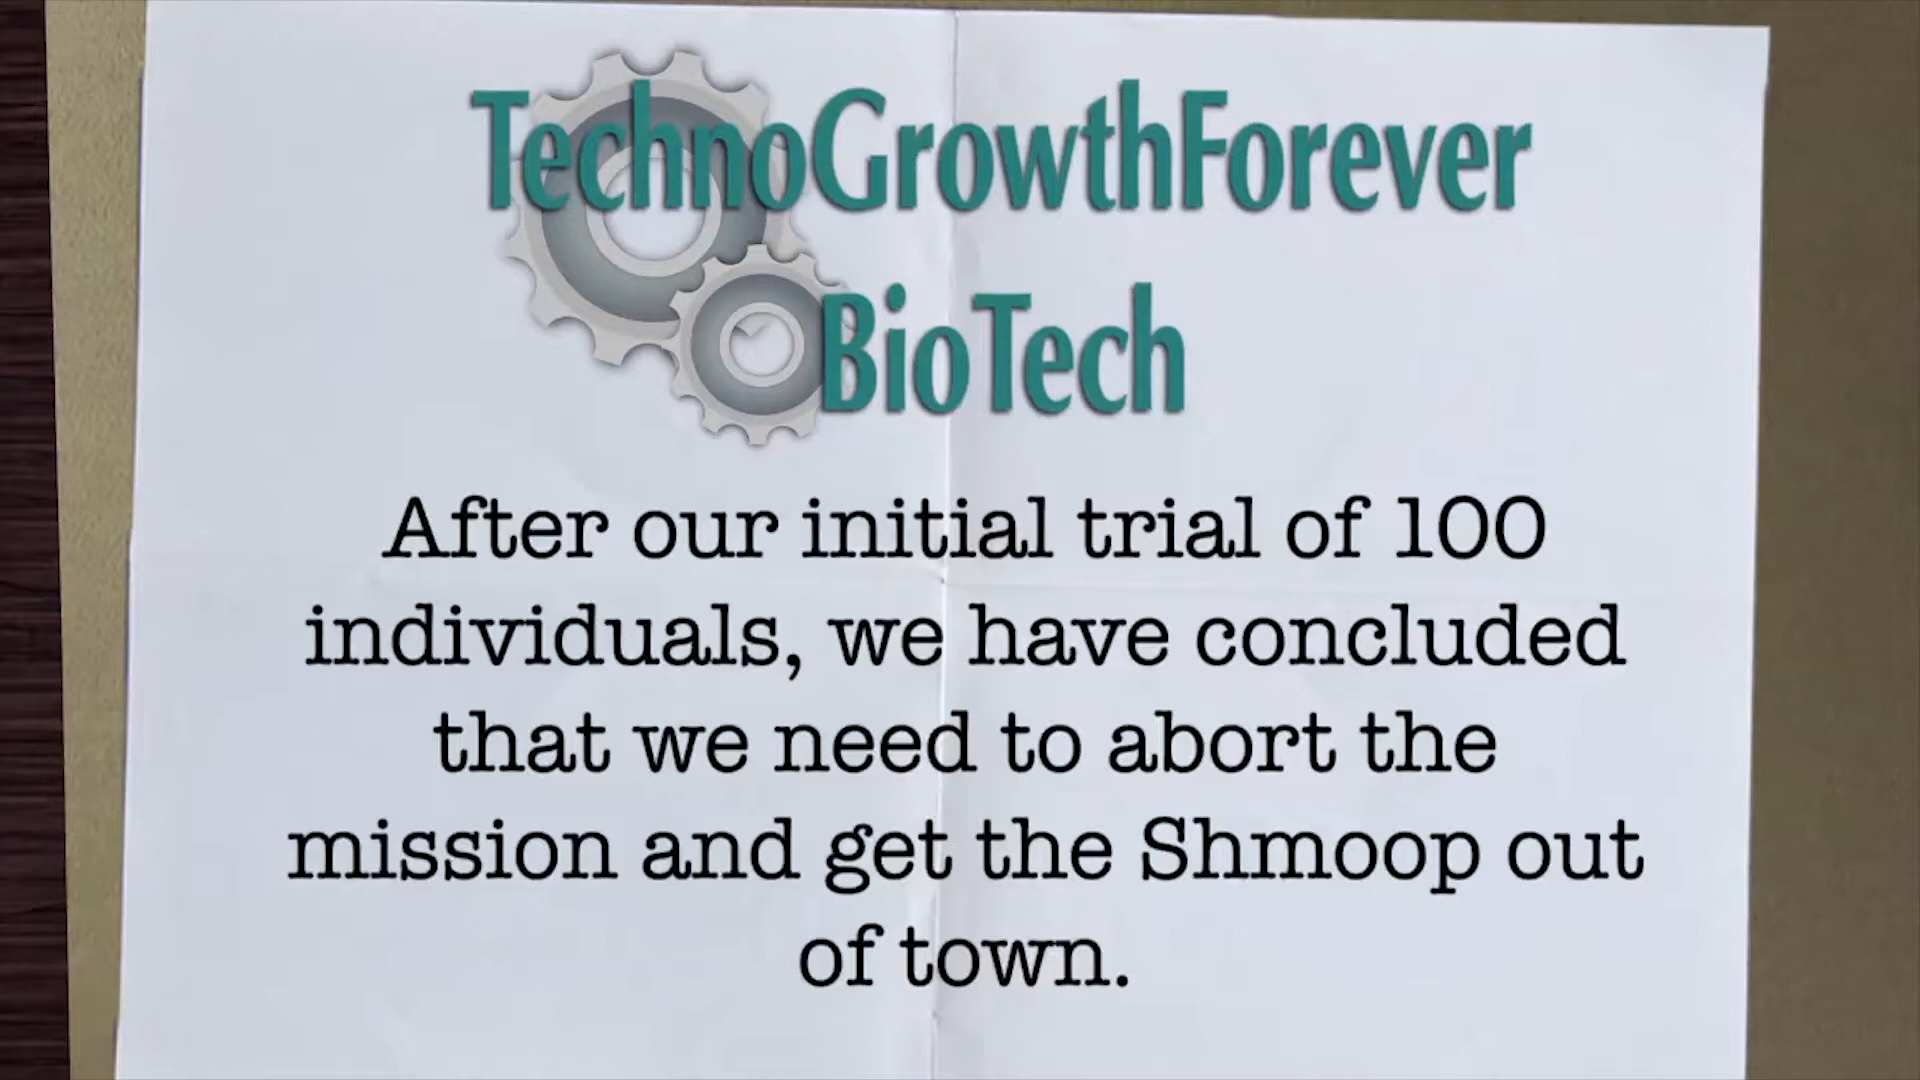 TechnoGrowthForever
BioTech
After our initial trial of 100
individuals, we have concluded
that we need to abort the
mission and get the Shmoop out
of town.